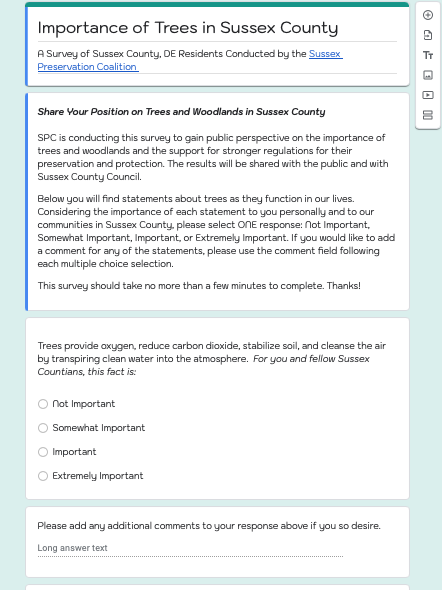 Importance of Trees in Sussex County
A Survey of Sussex County, DE Residents Conducted by the Sussex
Preservation Coalition
Share Your Position on Trees and Woodlands in Sussex County
SPC is conducting this survey to gain public perspective on the importance of
trees and woodlands and the support for stronger regulations for their
preservation and protection. The results will be shared with the public and with
Sussex County Council.
Below you will find statements about trees as they function in our lives.
Considering the importance of each statement to you personally and to our
communities in Sussex County, please select ONE response: Not Important,
Somewhat Important, Important, or Extremely Important. If you would like to add
a comment for any of the statements, please use the comment field following
each multiple choice selection.
This survey should take no more than a few minutes to complete. Thanks!
Trees provide oxygen, reduce carbon dioxide, stabilize soil, and cleanse the air
by transpiring clean water into the atmosphere. For you and fellow Sussex
Countians, this fact is:
Not Important
Somewhat Important
Important
Extremely Important
Please add any additional comments to your response above if you so desire.
Long answer text
Tt